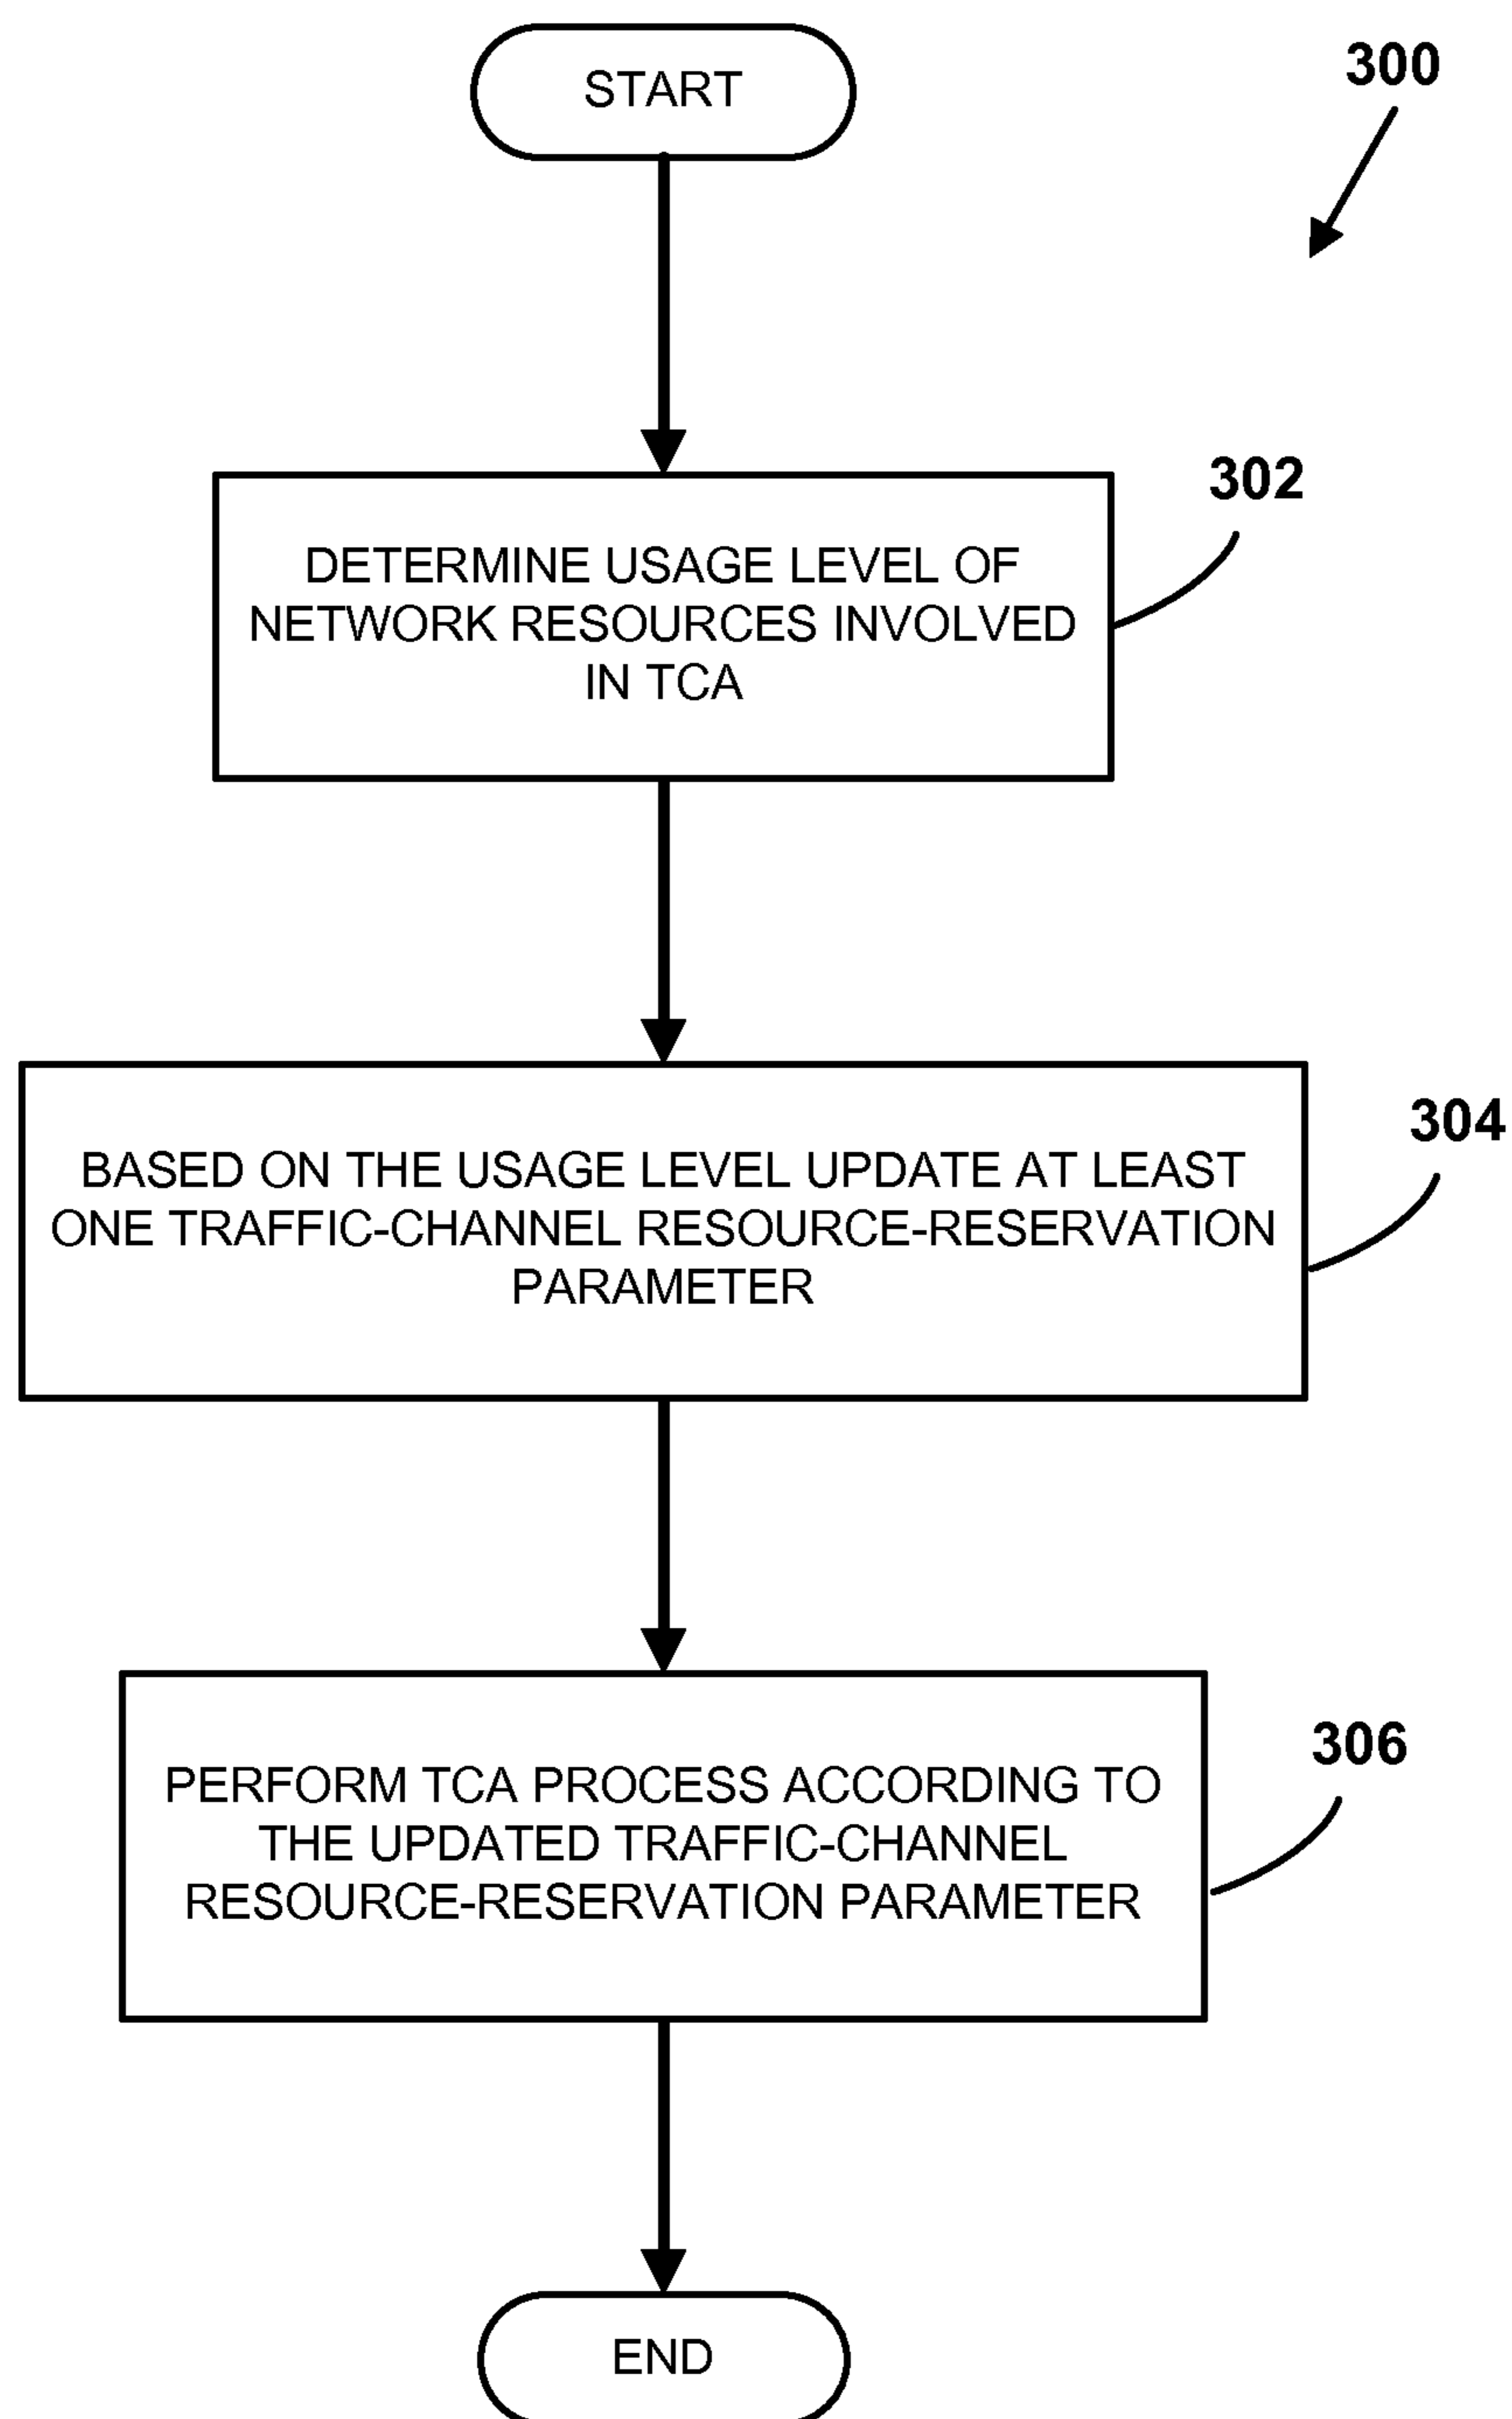 START
300
302
DETERMINE USAGE LEVEL OF
NETWORK RESOURCES INVOLVED
IN TCA
304
BASED ON THE USAGE LEVEL UPDATE AT LEAST
ONE TRAFFIC-CHANNEL RESOURCE-RESERVATION
PARAMETER
306
PERFORM TCA PROCESS ACCORDING TO
THE UPDATED TRAFFIC-CHANNEL
RESOURCE-RESERVATION PARAMETER
END